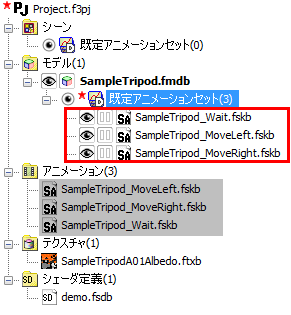 PJ Project.f3pj
シーン
既定アニメーションセット(0)
モデル(1)
SampleTripod.fmdb
既定アニメーションセット(3)
SA SampleTripod_Wait.fskb
SA SampleTripod_MoveLeft.fskb
SA SampleTripod_MoveRight.fskb
アニメーション(3)
SA SampleTripod_MoveLeft.fskb
SA SampleTripod_MoveRight.fskb
SA SampleTripod_Wait.fskb
テクスチャ(1)
SampleTripodA01Albedo.ftxb
SD シェーダ定義(1)
SD demo.fsdb